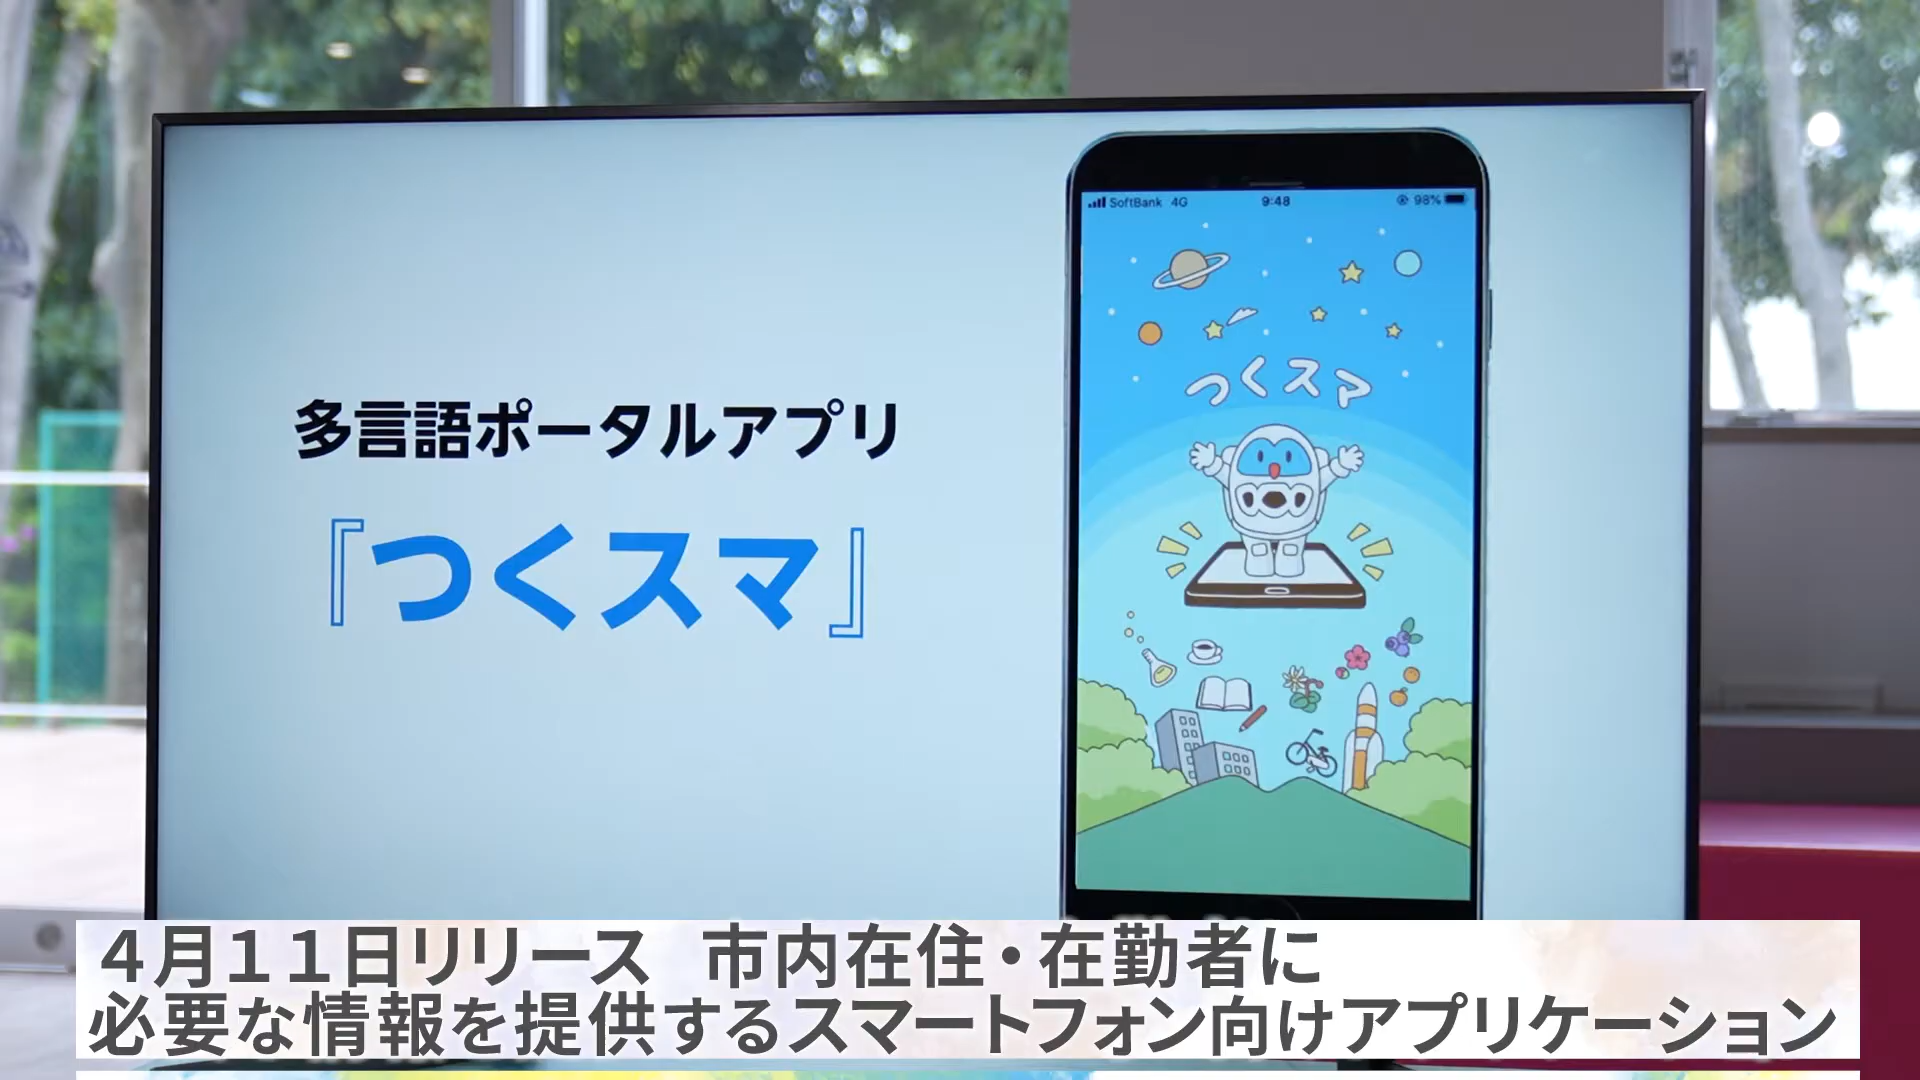 多言語ポータルアプリ
『つくスマ』
SoftBank 4G 9:48 98%
つくスマ
4月11日リリース　市内在住・在勤者に
必要な情報を提供するスマートフォン向けアプリケーション